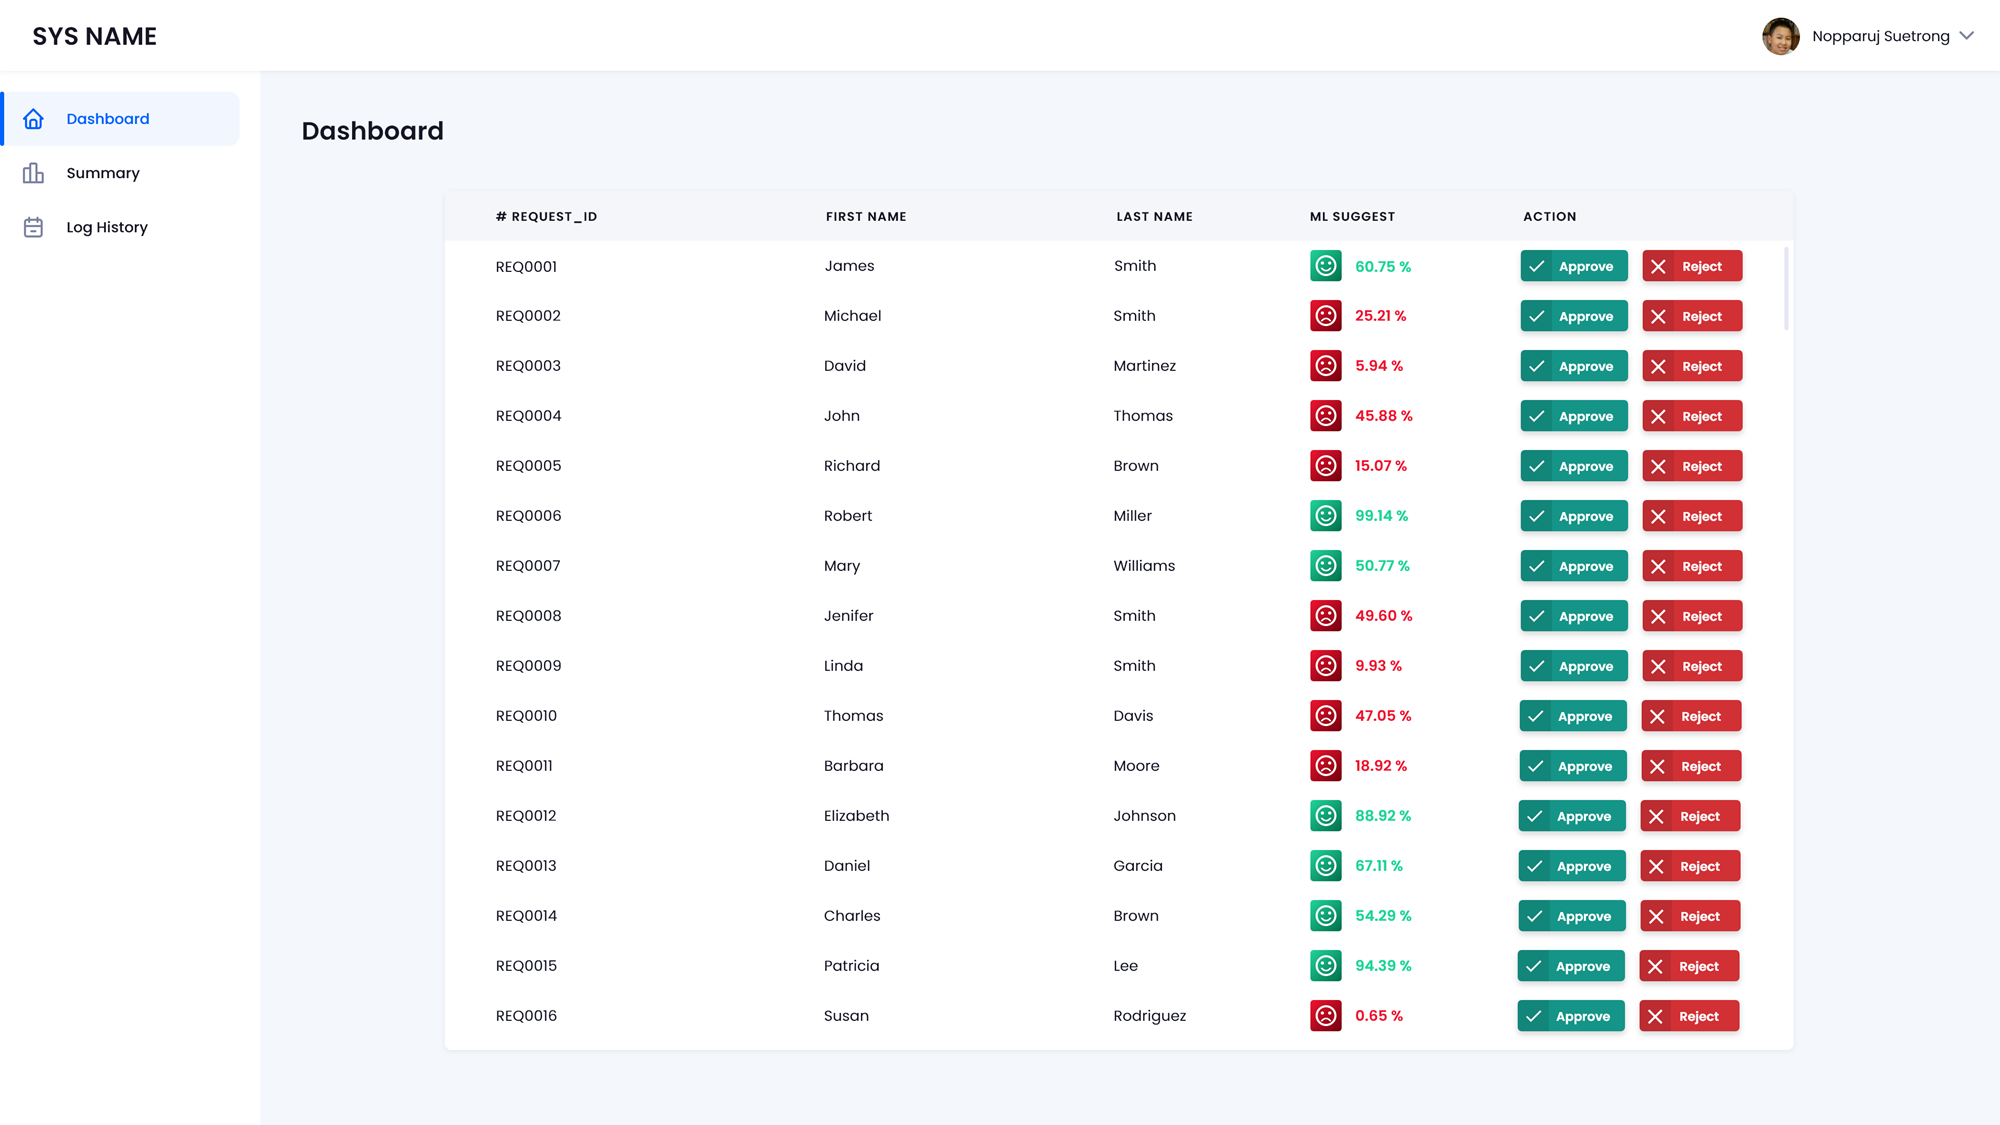 SYS NAME
Nopparuj Suetrong
Dashboard
Summary
Log History
Dashboard
# REQUEST_ID FIRST NAME LAST NAME ML SUGGEST ACTION
REQ0001 James Smith 60.75 % Approve Reject
REQ0002 Michael Smith 25.21 % Approve Reject
REQ0003 David Martinez 5.94 % Approve Reject
REQ0004 John Thomas 45.88 % Approve Reject
REQ0005 Richard Brown 15.07 % Approve Reject
REQ0006 Robert Miller 99.14 % Approve Reject
REQ0007 Mary Williams 50.77 % Approve Reject
REQ0008 Jenifer Smith 49.60 % Approve Reject
REQ0009 Linda Smith 9.93 % Approve Reject
REQ0010 Thomas Davis 47.05 % Approve Reject
REQ0011 Barbara Moore 18.92 % Approve Reject
REQ0012 Elizabeth Johnson 88.92 % Approve Reject
REQ0013 Daniel Garcia 67.11 % Approve Reject
REQ0014 Charles Brown 54.29 % Approve Reject
REQ0015 Patricia Lee 94.39 % Approve Reject
REQ0016 Susan Rodriguez 0.65 % Approve Reject